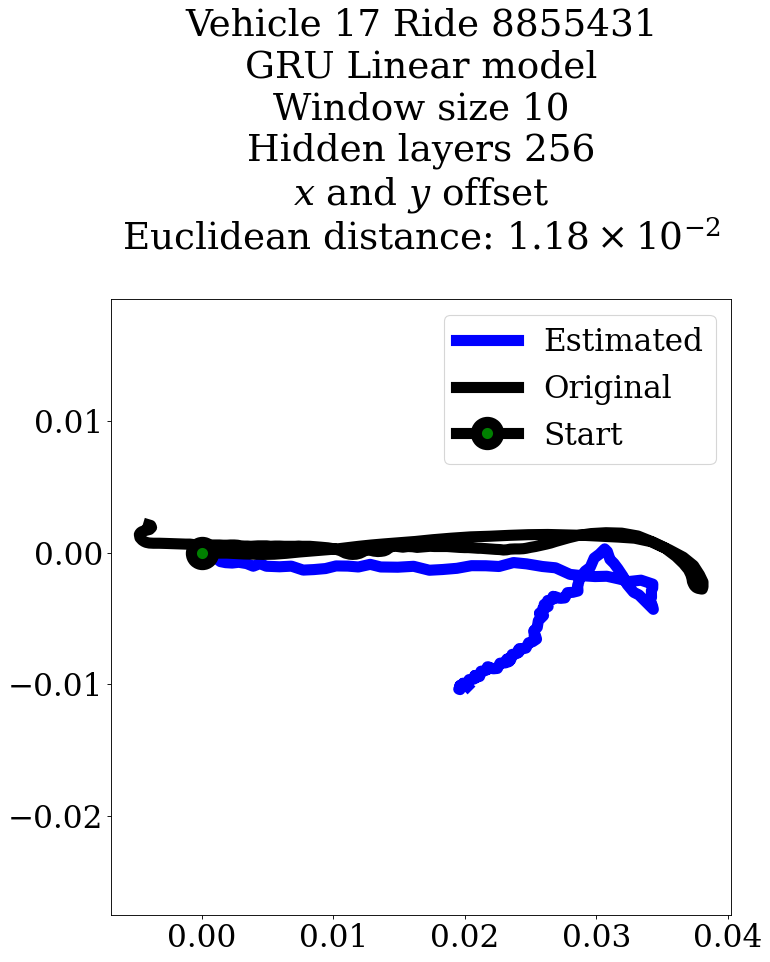 Vehicle 17 Ride 8855431
GRU Linear model
Window size 10
Hidden layers 256
x and y offset
Euclidean distance: 1.18 × 10⁻²
Estimated
Original
Start
0.01
0.00
−0.01
−0.02
0.00 0.01 0.02 0.03 0.04